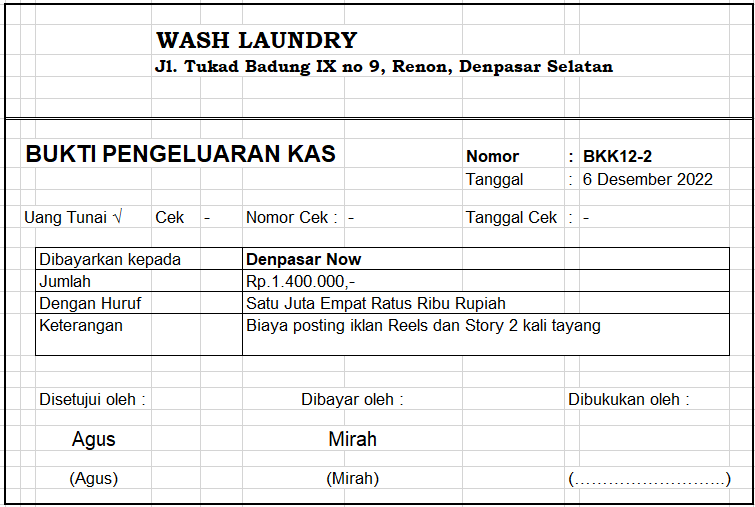 WASH LAUNDRY
Jl. Tukad Badung IX no 9, Renon, Denpasar Selatan
BUKTI PENGELUARAN KAS Nomor : BKK12-2
Tanggal : 6 Desember 2022
Uang Tunai √ Cek - Nomor Cek : - Tanggal Cek : -
Dibayarkan kepada Denpasar Now
Jumlah Rp.1.400.000,-
Dengan Huruf Satu Juta Empat Ratus Ribu Rupiah
Keterangan Biaya posting iklan Reels dan Story 2 kali tayang
Disetujui oleh : Dibayar oleh : Dibukukan oleh :
Agus Mirah
(Agus) (Mirah) (……………………..)